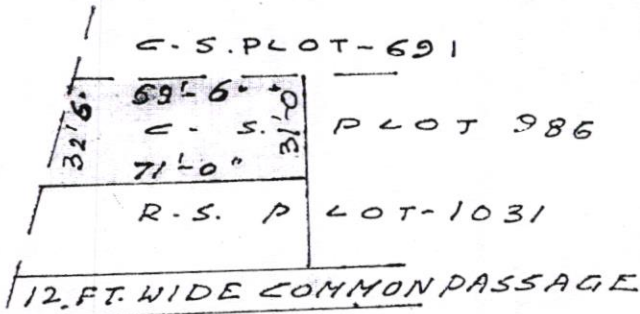 C-S. PLOT-691
69'-6"
32'6"
31'-0
C-S. PLOT 986
71'-0"
R-S. PLOT-1031
12.FT. WIDE COMMON PASSAGE